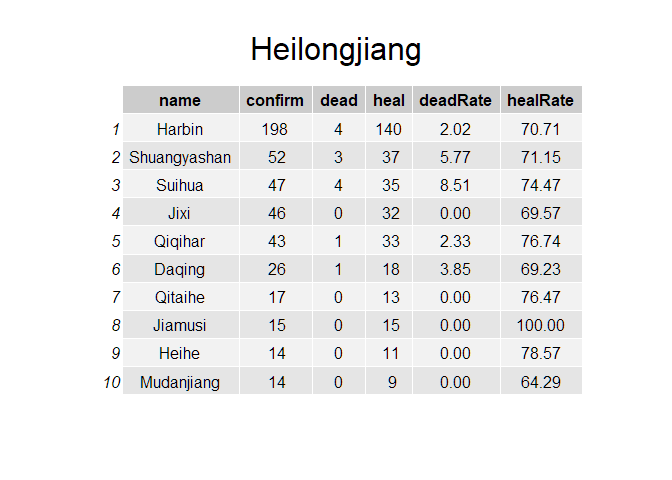 Heilongjiang
name confirm dead heal deadRate healRate
1 Harbin 198 4 140 2.02 70.71
2 Shuangyashan 52 3 37 5.77 71.15
3 Suihua 47 4 35 8.51 74.47
4 Jixi 46 0 32 0.00 69.57
5 Qiqihar 43 1 33 2.33 76.74
6 Daqing 26 1 18 3.85 69.23
7 Qitaihe 17 0 13 0.00 76.47
8 Jiamusi 15 0 15 0.00 100.00
9 Heihe 14 0 11 0.00 78.57
10 Mudanjiang 14 0 9 0.00 64.29